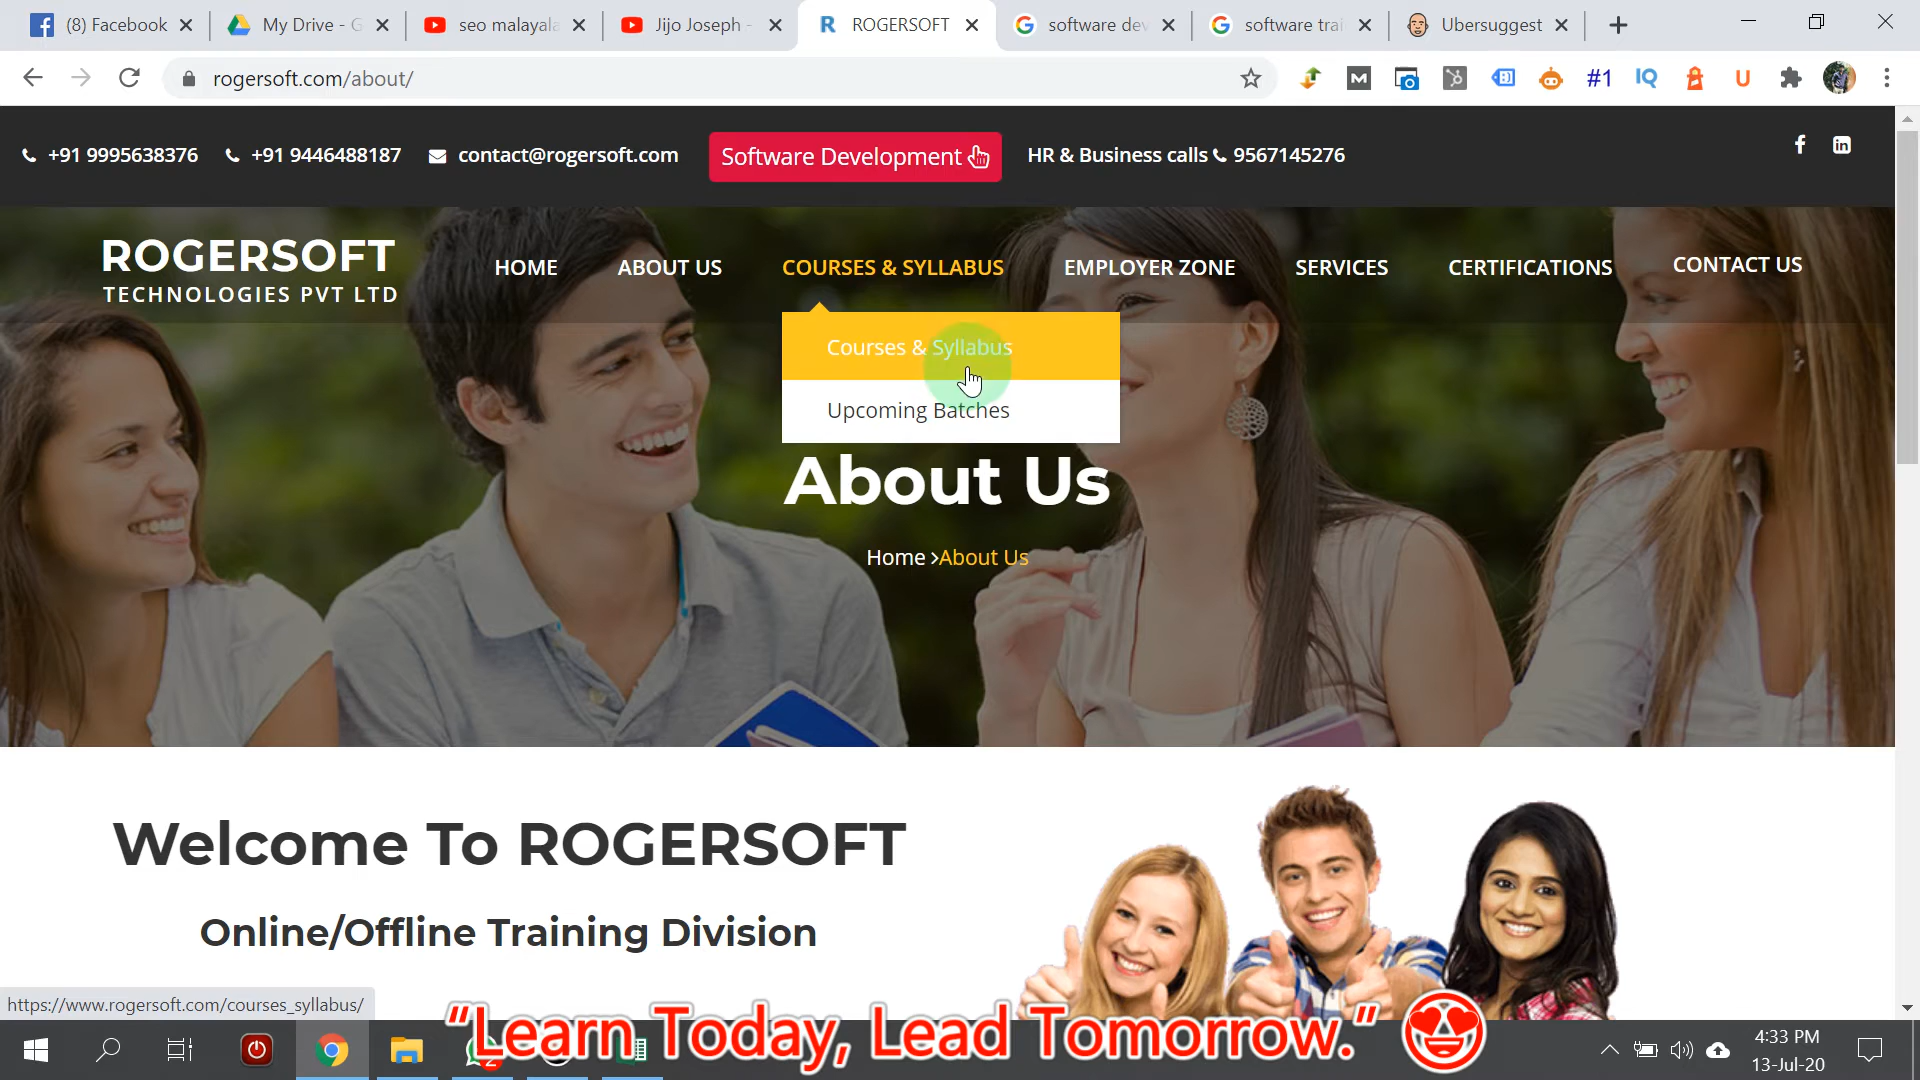 (8) Facebook
My Drive - G
seo malayala
Jijo Joseph -
ROGERSOFT
software dev
software trai
Ubersuggest
rogersoft.com/about/
#1
IQ
U
+91 9995638376
+91 9446488187
contact@rogersoft.com
Software Development
HR & Business calls 9567145276
ROGERSOFT
TECHNOLOGIES PVT LTD
HOME
ABOUT US
COURSES & SYLLABUS
EMPLOYER ZONE
SERVICES
CERTIFICATIONS
CONTACT US
Courses & Syllabus
Upcoming Batches
About Us
Home >About Us
Welcome To ROGERSOFT
Online/Offline Training Division
https://www.rogersoft.com/courses_syllabus/
“Learn Today, Lead Tomorrow.”
2
4:33 PM
13-Jul-20